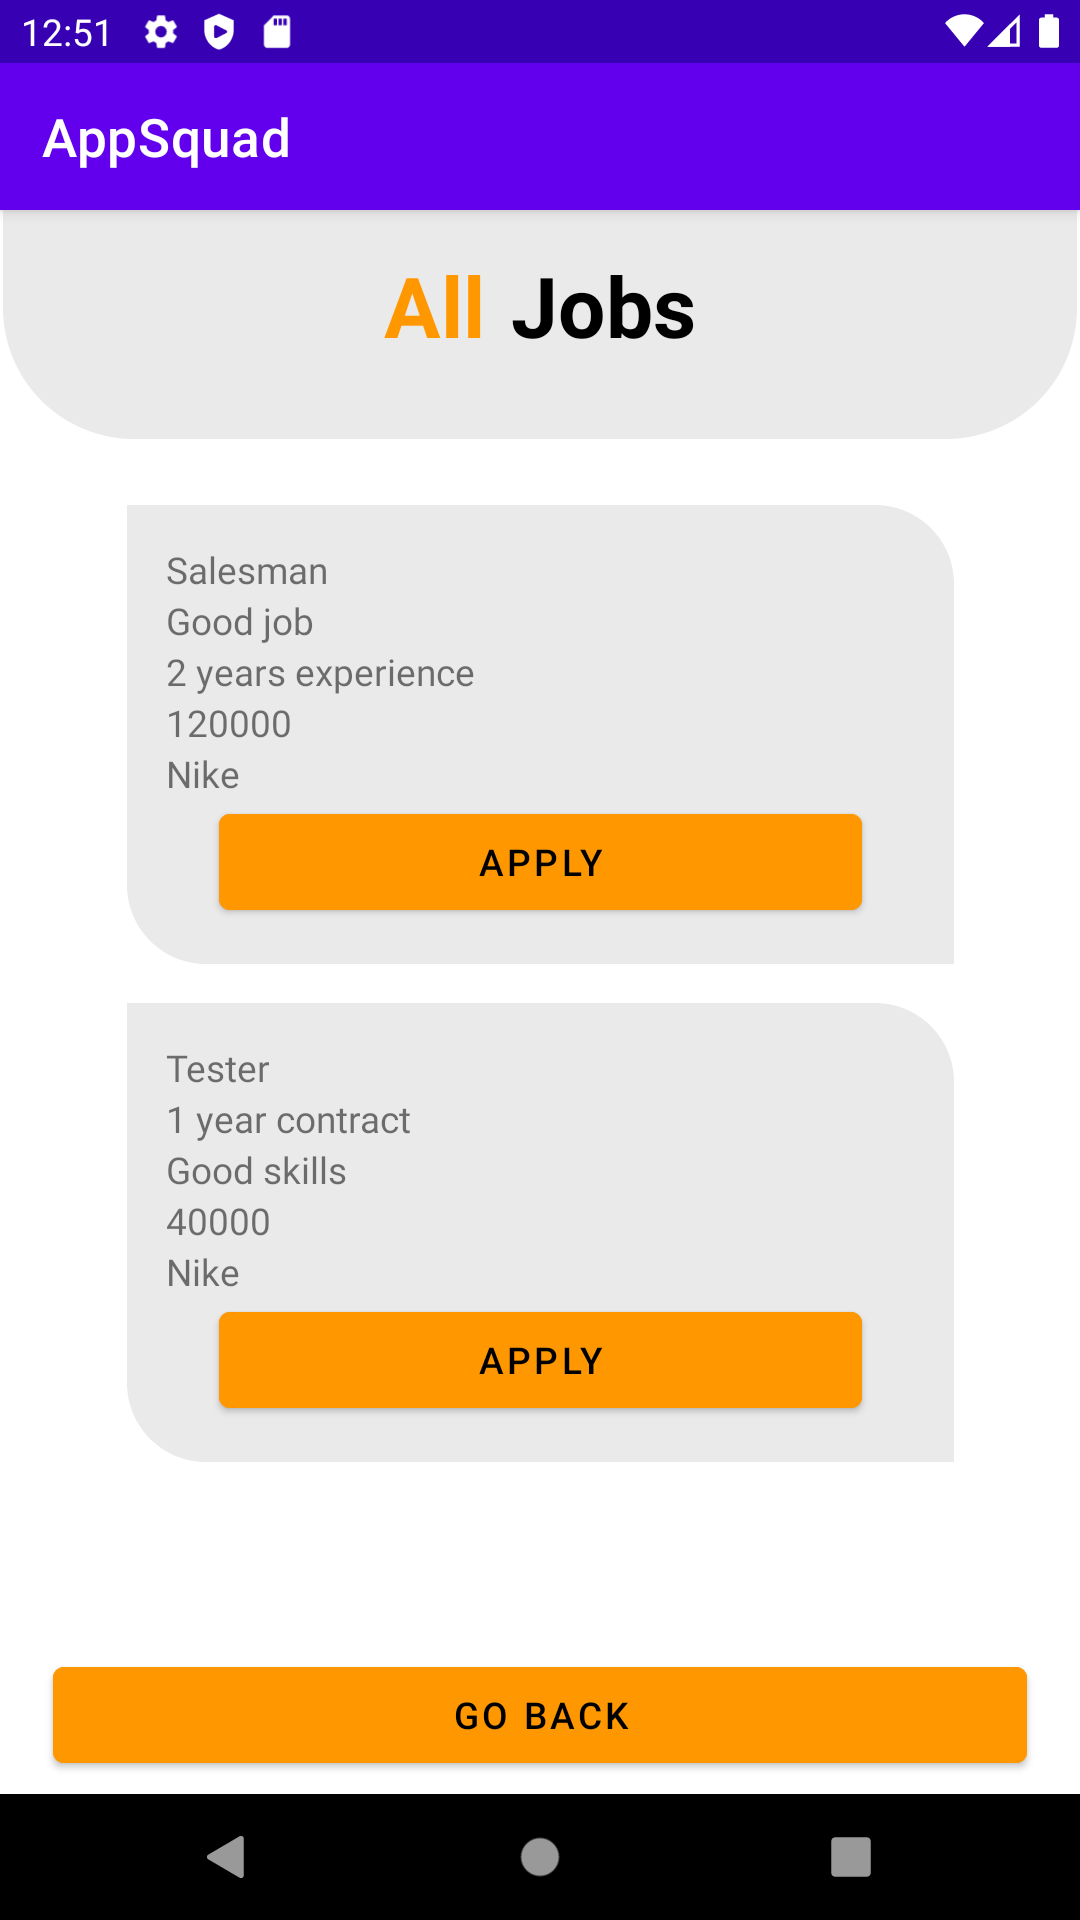 12:51
AppSquad
All Jobs
Salesman
Good job
2 years experience
120000
Nike
APPLY
Tester
1 year contract
Good skills
40000
Nike
APPLY
GO BACK